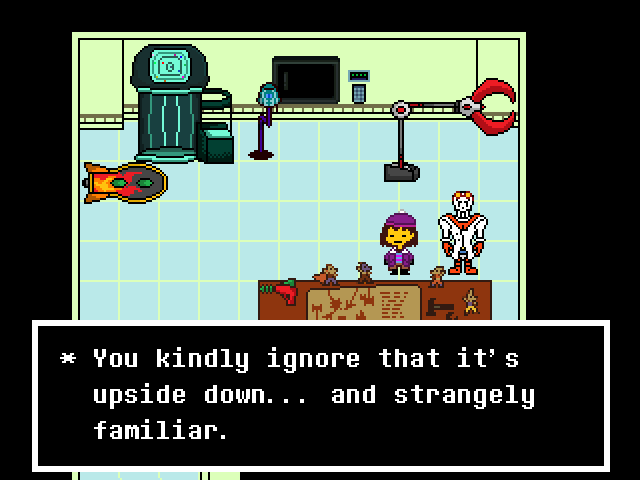 * You kindly ignore that it's
upside down... and strangely
familiar.